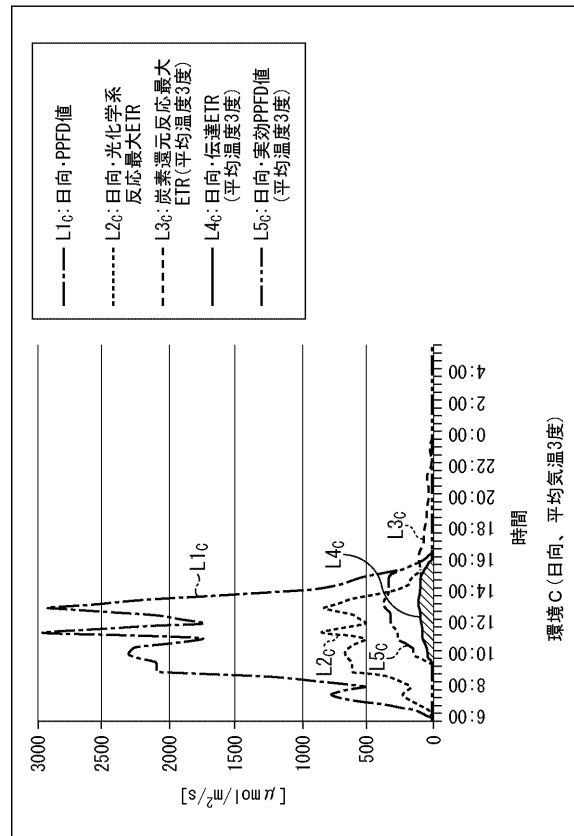 L1C: 日向・PPFD値
L2C: 日向・光化学系
反応最大ETR
L3C: 炭素還元反応最大
ETR(平均温度3度)
L4C: 日向・伝達ETR
(平均温度3度)
L5C: 日向・実効PPFD値
(平均温度3度)
[μmol/m²/s]
3000
2500
2000
1500
1000
500
0
L1C
L2C
L5C
L4C
L3C
6:00
8:00
10:00
12:00
14:00
16:00
18:00
20:00
22:00
0:00
2:00
4:00
時間
環境C(日向、平均気温3度)